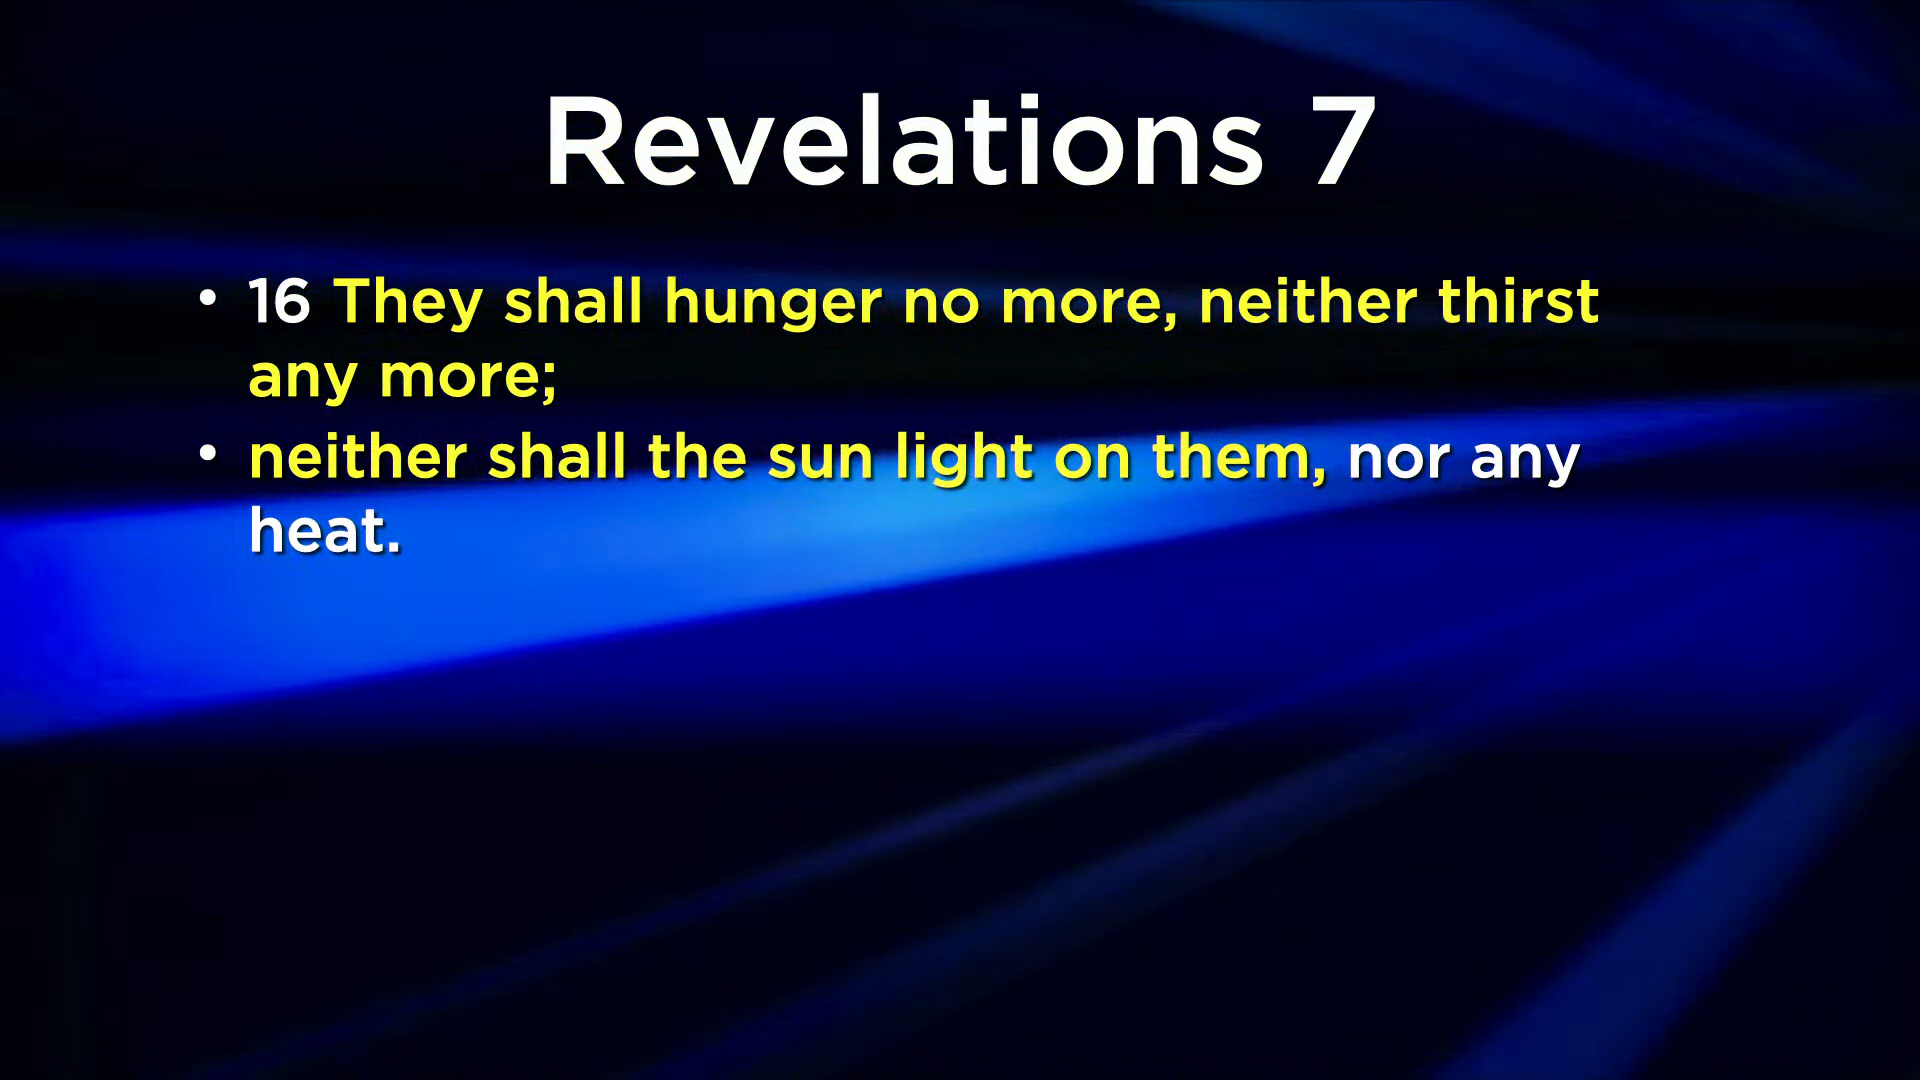 Revelations 7
• 16 They shall hunger no more, neither thirst
any more;
• neither shall the sun light on them, nor any
heat.